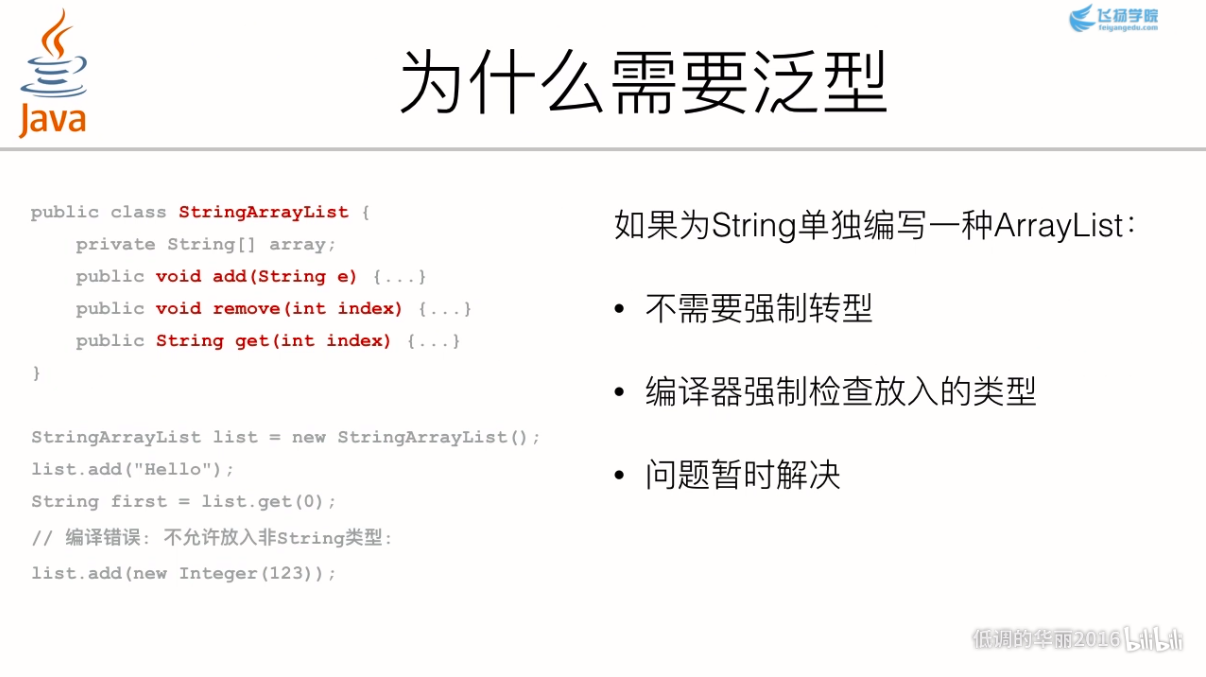 Java
飞扬学院
feiyangedu.com
为什么需要泛型
public class StringArrayList {
private String[] array;
public void add(String e) {...}
public void remove(int index) {...}
public String get(int index) {...}
}
StringArrayList list = new StringArrayList();
list.add("Hello");
String first = list.get(0);
// 编译错误: 不允许放入非String类型:
list.add(new Integer(123));
如果为String单独编写一种ArrayList：
• 不需要强制转型
• 编译器强制检查放入的类型
• 问题暂时解决
低调的华丽2016 bilibili